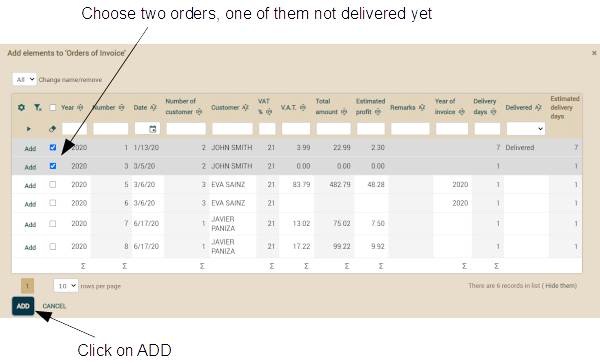 Choose two orders, one of them not delivered yet
Add elements to 'Orders of Invoice'
All Change name/remove
Year Number Date Number of customer Customer VAT % V.A.T. Total amount Estimated profit Remarks Year of invoice Delivery days Delivered Estimated delivery days
Add 2020 1 1/13/20 2 JOHN SMITH 21 3.99 22.99 2.30 7 Delivered 7
Add 2020 3 3/5/20 2 JOHN SMITH 21 0.00 0.00 0.00 1 1
Add 2020 5 3/6/20 3 EVA SAINZ 21 83.79 482.79 48.28 2020 1 1
Add 2020 6 3/6/20 3 EVA SAINZ 21 2020 1 1
Add 2020 7 6/17/20 1 JAVIER PANIZA 21 13.02 75.02 7.50 1 1
Add 2020 8 6/17/20 1 JAVIER PANIZA 21 17.22 99.22 9.92 1 1
Σ Σ Σ Σ Σ Σ Σ Σ Σ
1 10 rows per page There are 6 records in list ( Hide them)
ADD CANCEL
Click on ADD